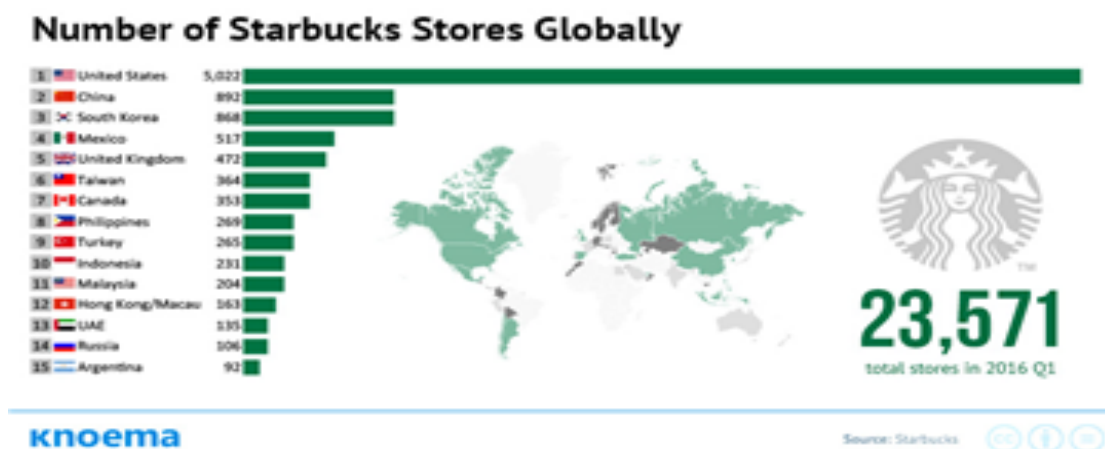 Number of Starbucks Stores Globally
1 United States 5,022
2 China 892
3 South Korea 868
4 Mexico 517
5 United Kingdom 472
6 Taiwan 364
7 Canada 353
8 Philippines 269
9 Turkey 265
10 Indonesia 231
11 Malaysia 204
12 Hong Kong/Macau 163
13 UAE 135
14 Russia 106
15 Argentina 92
TM
23,571
total stores in 2016 Q1
knoema
Source: Starbucks
cc